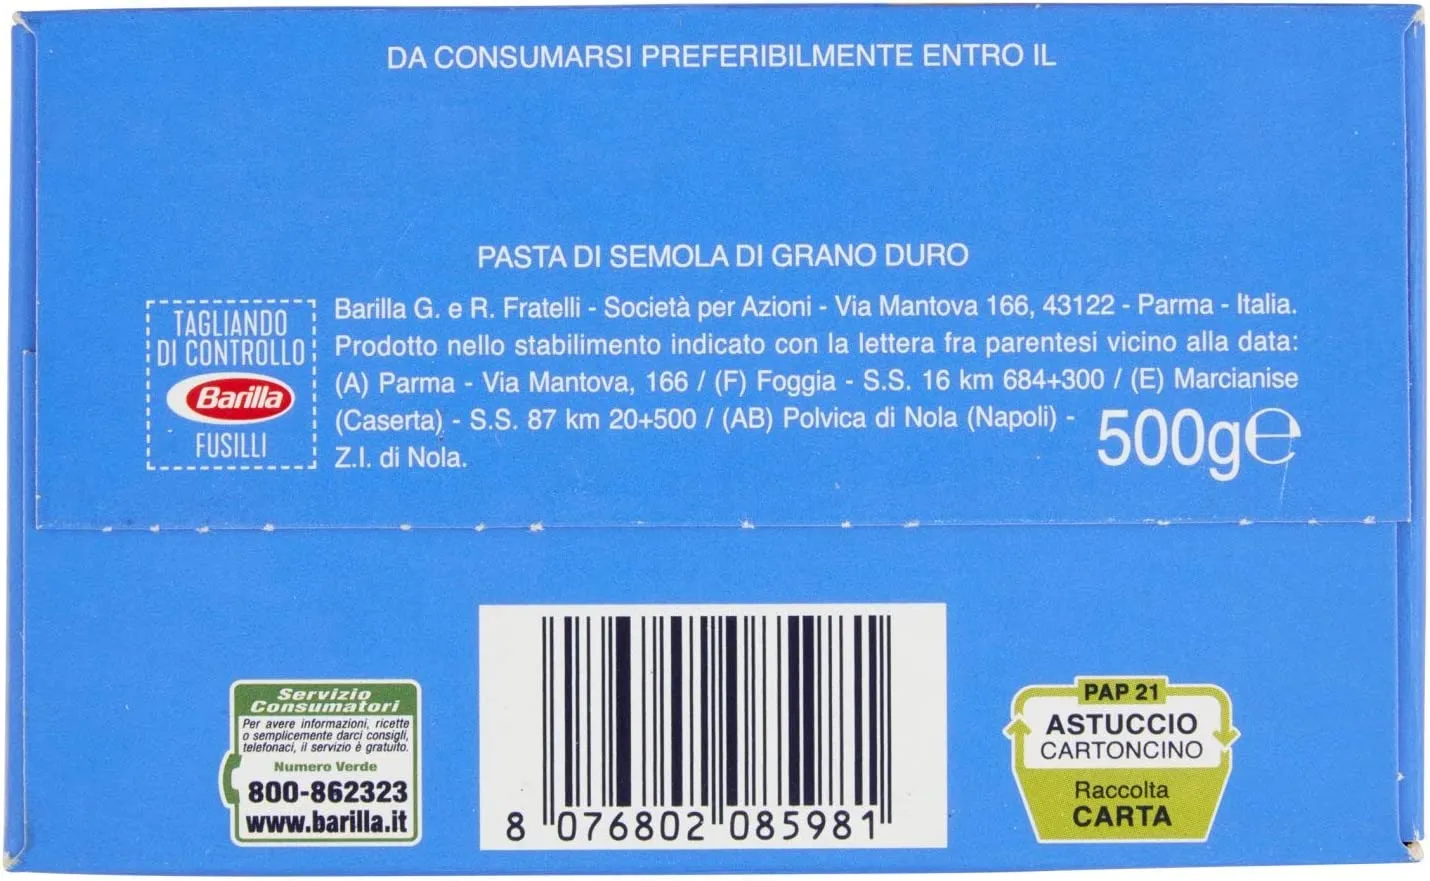 DA CONSUMARSI PREFERIBILMENTE ENTRO IL
PASTA DI SEMOLA DI GRANO DURO
TAGLIANDO
DI CONTROLLO
Barilla
FUSILLI
Barilla G. e R. Fratelli - Società per Azioni - Via Mantova 166, 43122 - Parma - Italia.
Prodotto nello stabilimento indicato con la lettera fra parentesi vicino alla data:
(A) Parma - Via Mantova, 166 / (F) Foggia - S.S. 16 km 684+300 / (E) Marcianise
(Caserta) - S.S. 87 km 20+500 / (AB) Polvica di Nola (Napoli) -
Z.I. di Nola.
500g℮
Servizio
Consumatori
Per avere informazioni, ricette
o semplicemente darci consigli,
telefonaci, il servizio è gratuito.
Numero Verde
800-862323
www.barilla.it
8 076802 085981
PAP 21
ASTUCCIO
CARTONCINO
Raccolta
CARTA